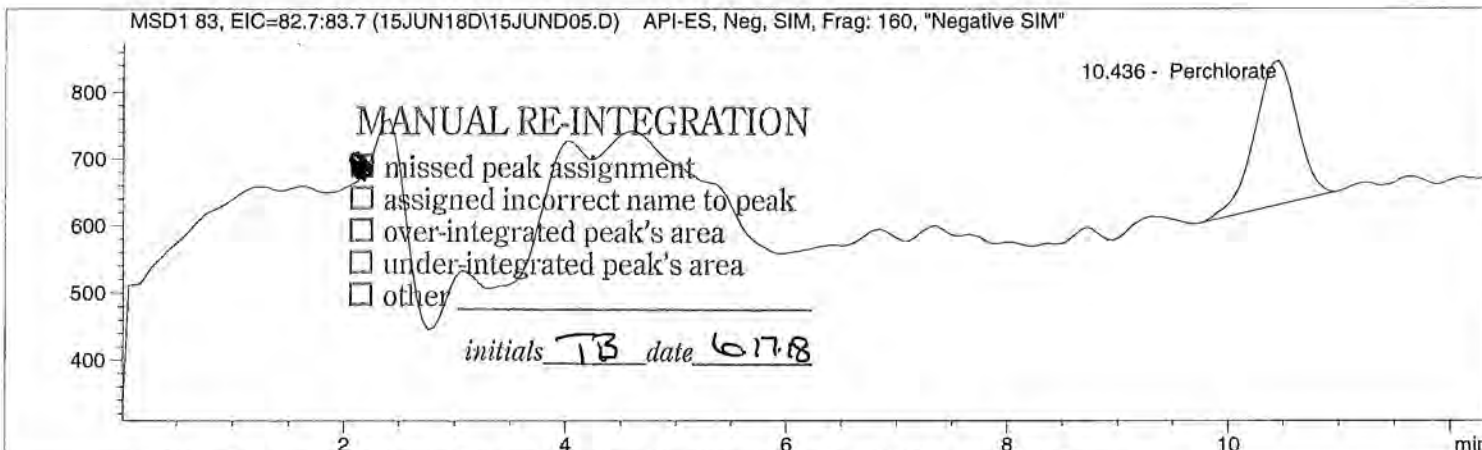 MSD1 83, EIC=82.7:83.7 (15JUN18D\15JUND05.D) API-ES, Neg, SIM, Frag: 160, "Negative SIM"
10.436 - Perchlorate
800
700
600
500
400
MANUAL RE-INTEGRATION
missed peak assignment
assigned incorrect name to peak
over-integrated peak's area
under-integrated peak's area
other
initials TB date 6.17.18
2
4
6
8
10
min